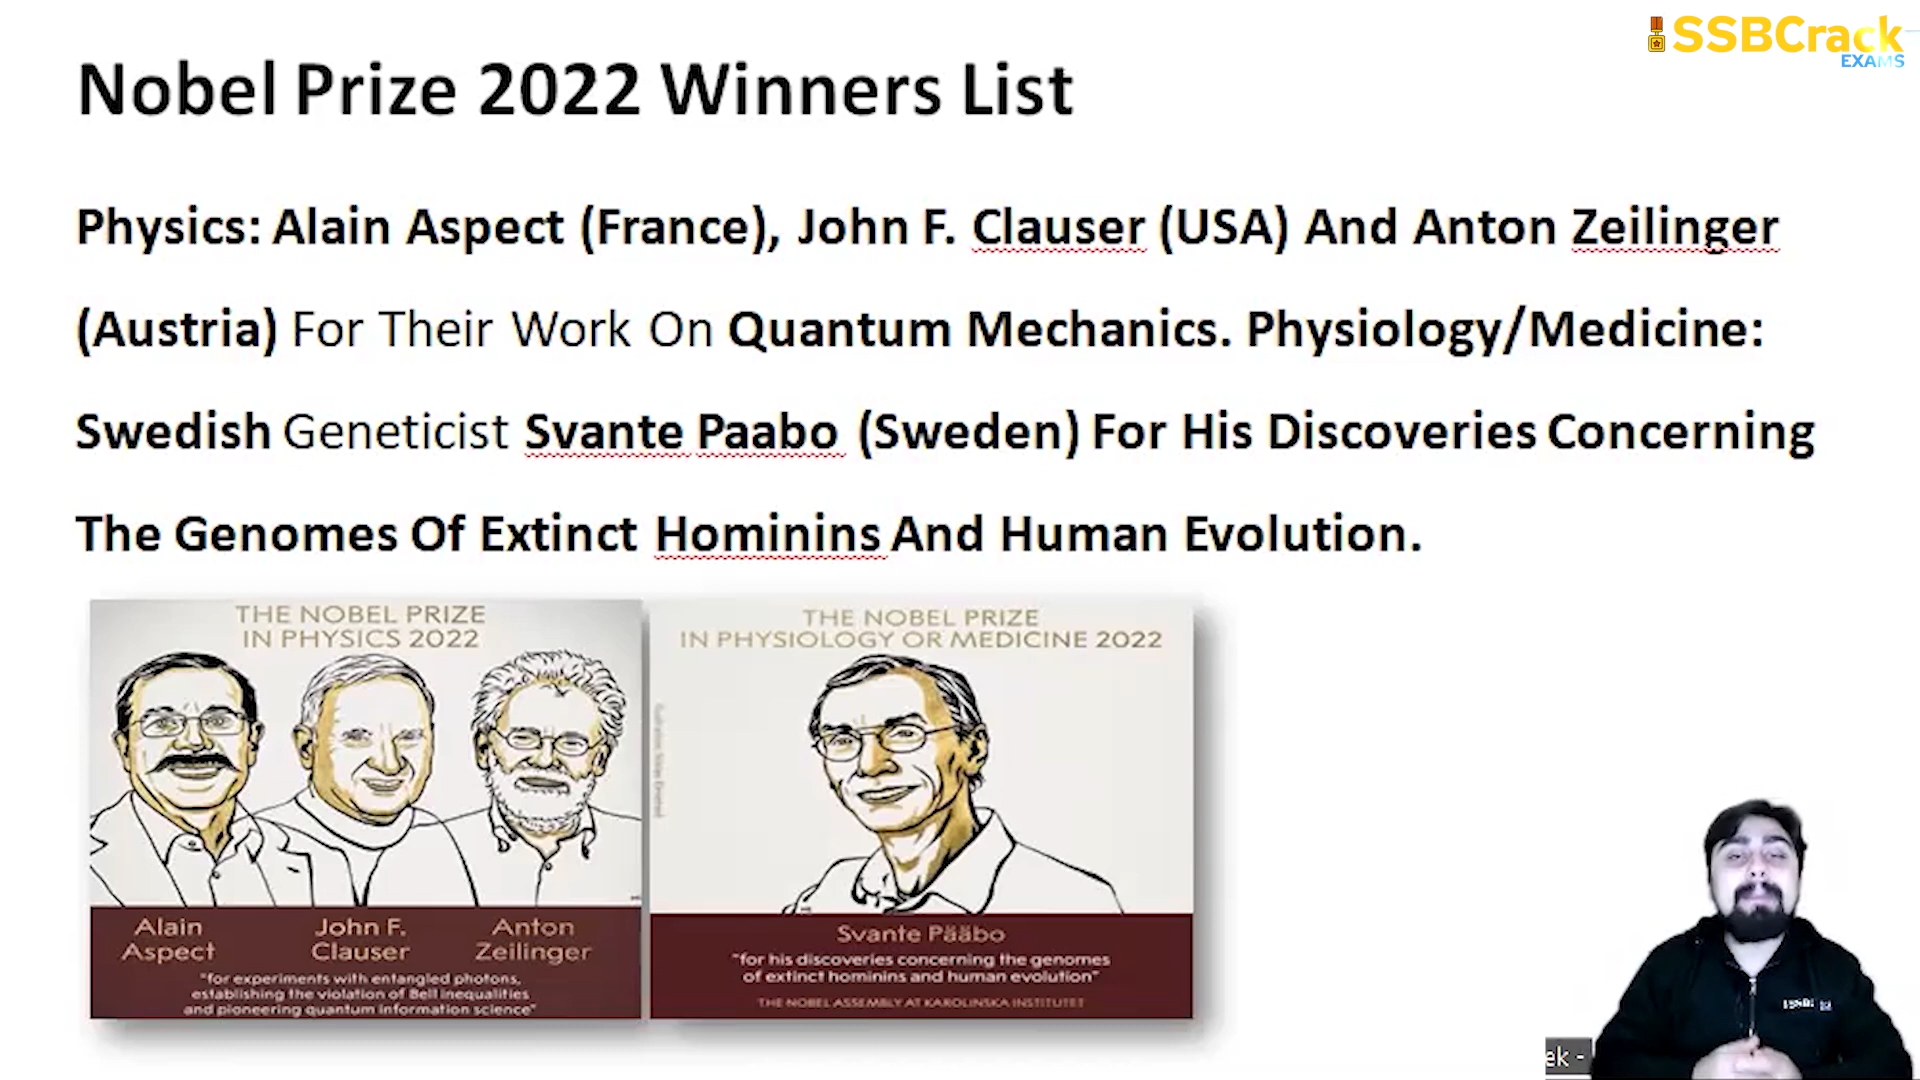 SSBCrack
EXAMS
Nobel Prize 2022 Winners List
Physics: Alain Aspect (France), John F. Clauser (USA) And Anton Zeilinger
(Austria) For Their Work On Quantum Mechanics. Physiology/Medicine:
Swedish Geneticist Svante Paabo (Sweden) For His Discoveries Concerning
The Genomes Of Extinct Hominins And Human Evolution.
THE NOBEL PRIZE
IN PHYSICS 2022
Alain
Aspect
John F.
Clauser
Anton
Zeilinger
"for experiments with entangled photons,
establishing the violation of Bell inequalities
and pioneering quantum information science"
THE NOBEL PRIZE
IN PHYSIOLOGY OR MEDICINE 2022
Svante Pääbo
"for his discoveries concerning the genomes
of extinct hominins and human evolution"
THE NOBEL ASSEMBLY AT KAROLINSKA INSTITUTET
ek -